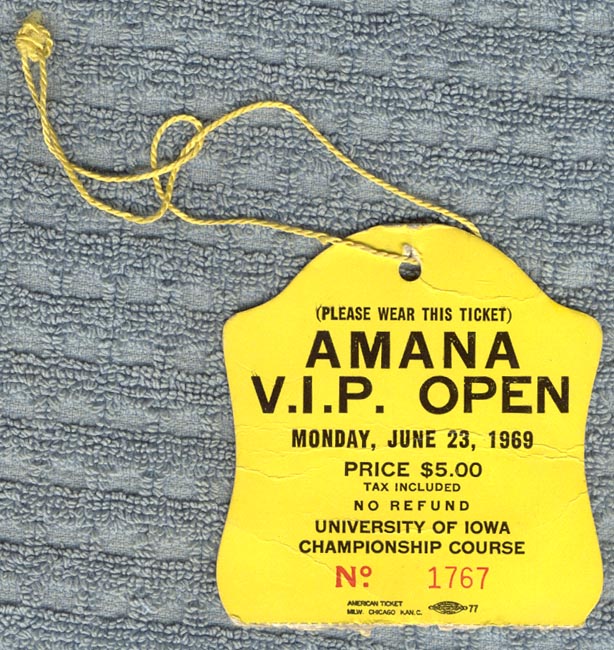 (PLEASE WEAR THIS TICKET)
AMANA
V.I.P. OPEN
MONDAY, JUNE 23, 1969
PRICE $5.00
TAX INCLUDED
NO REFUND
UNIVERSITY OF IOWA
CHAMPIONSHIP COURSE
Nº 1767
AMERICAN TICKET
MILW. CHICAGO KAN. C. 77